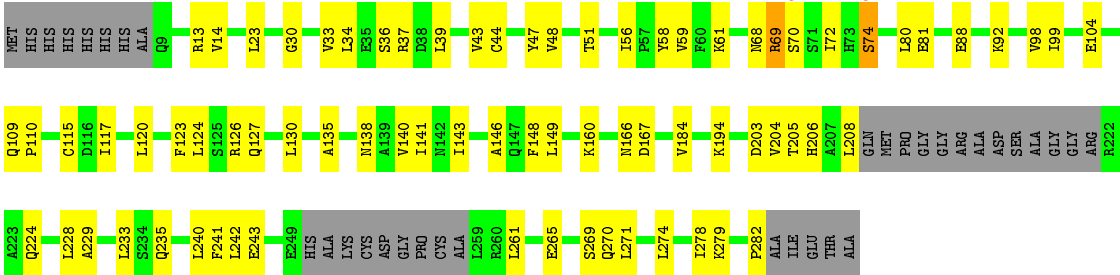 MET HIS HIS HIS HIS HIS HIS ALA Q9 R13 V14 L23 G30 V33 L34 E35 S36 R37 D38 L39 V43 C44 Y47 V48 T51 I56 P57 Y58 V59 F60 K61 N68 R69 S70 S71 I72 H73 S74 L80 E81 E88 K92 V98 I99 E104
Q109 P110 C115 D116 I117 L120 F123 L124 S125 R126 Q127 L130 A135 N138 A139 V140 I141 N142 I143 A146 Q147 F148 L149 K160 N166 D167 V184 K194 D203 V204 T205 H206 A207 L208 GLN MET PRO GLY GLY ARG ALA ASP SER ALA GLY GLY ARG R222
A223 Q224 L228 A229 L233 S234 Q235 L240 F241 L242 E243 E249 HIS ALA LYS CYS ASP GLY PRO CYS ALA L259 R260 L261 E265 S269 Q270 L271 L274 I278 K279 P282 ALA ILE GLU THR ALA